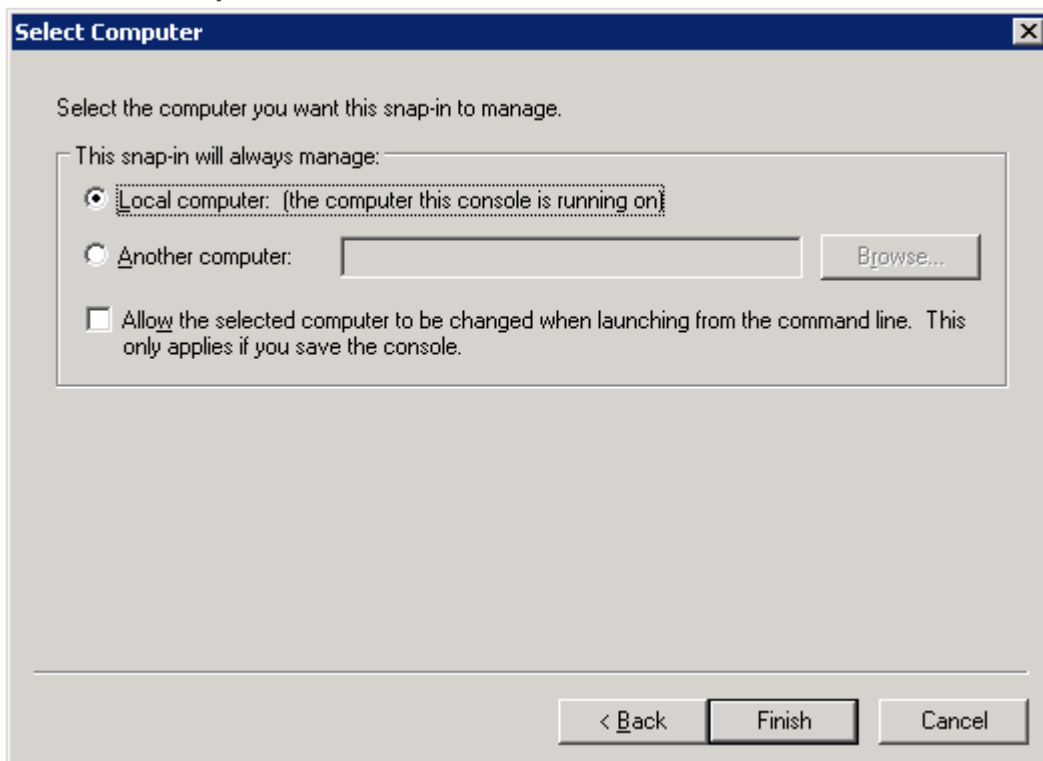 Select Computer
Select the computer you want this snap-in to manage.
This snap-in will always manage:
Local computer:  (the computer this console is running on)
Another computer:
Browse...
Allow the selected computer to be changed when launching from the command line.  This
only applies if you save the console.
< Back
Finish
Cancel